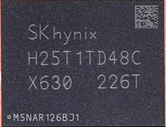 SKhynix
H25T1TD48C
X630 226T
M5NAR126BJ1